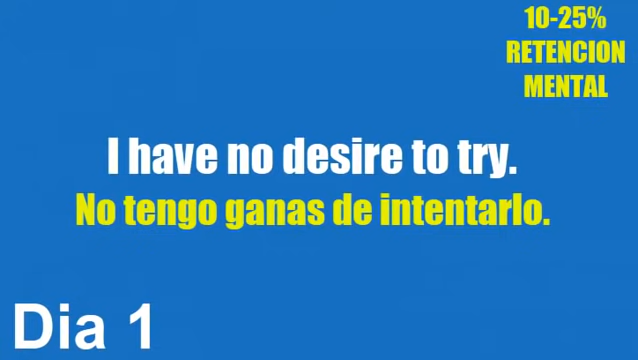 10-25%
RETENCION
MENTAL
I have no desire to try.
No tengo ganas de intentarlo.
Dia 1